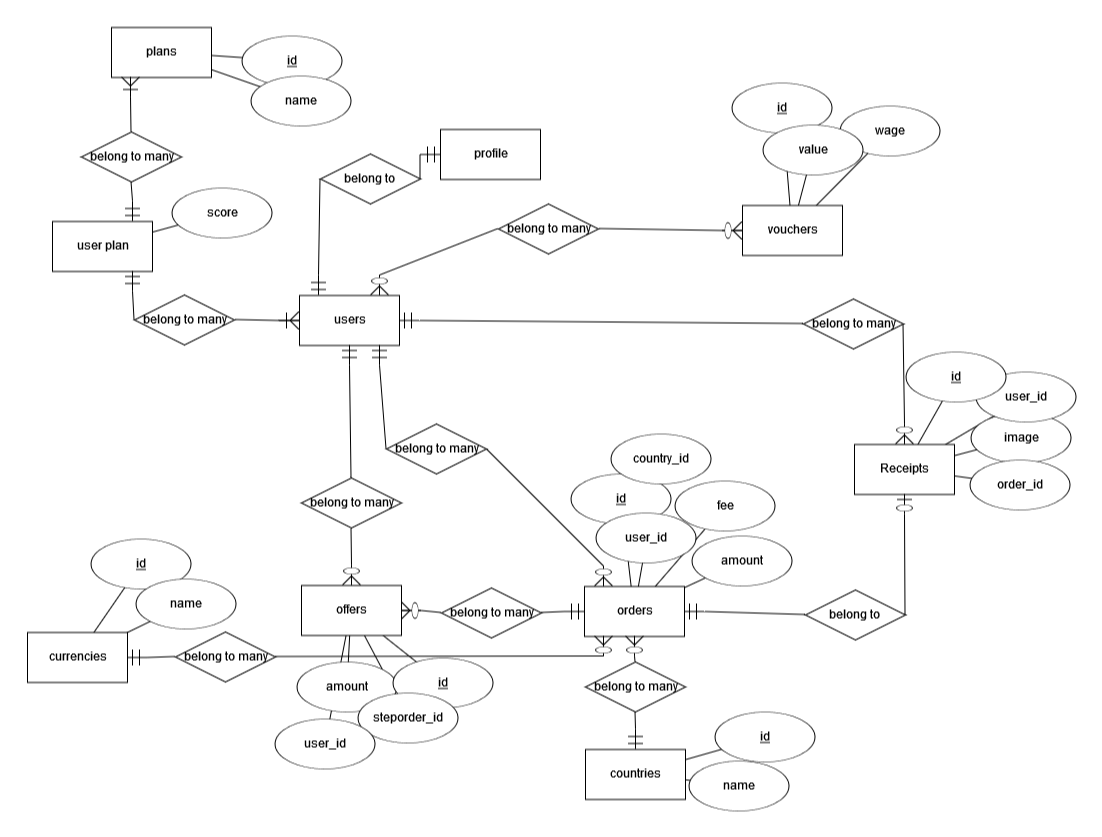 plans
id
name
belong to many
user plan
score
belong to many
belong to
profile
users
belong to many
id
value
wage
vouchers
belong to many
id
user_id
image
order_id
Receipts
belong to many
belong to many
country_id
id
user_id
fee
amount
orders
belong to many
offers
belong to
id
name
currencies
belong to many
amount
id
steporder_id
user_id
belong to many
countries
id
name